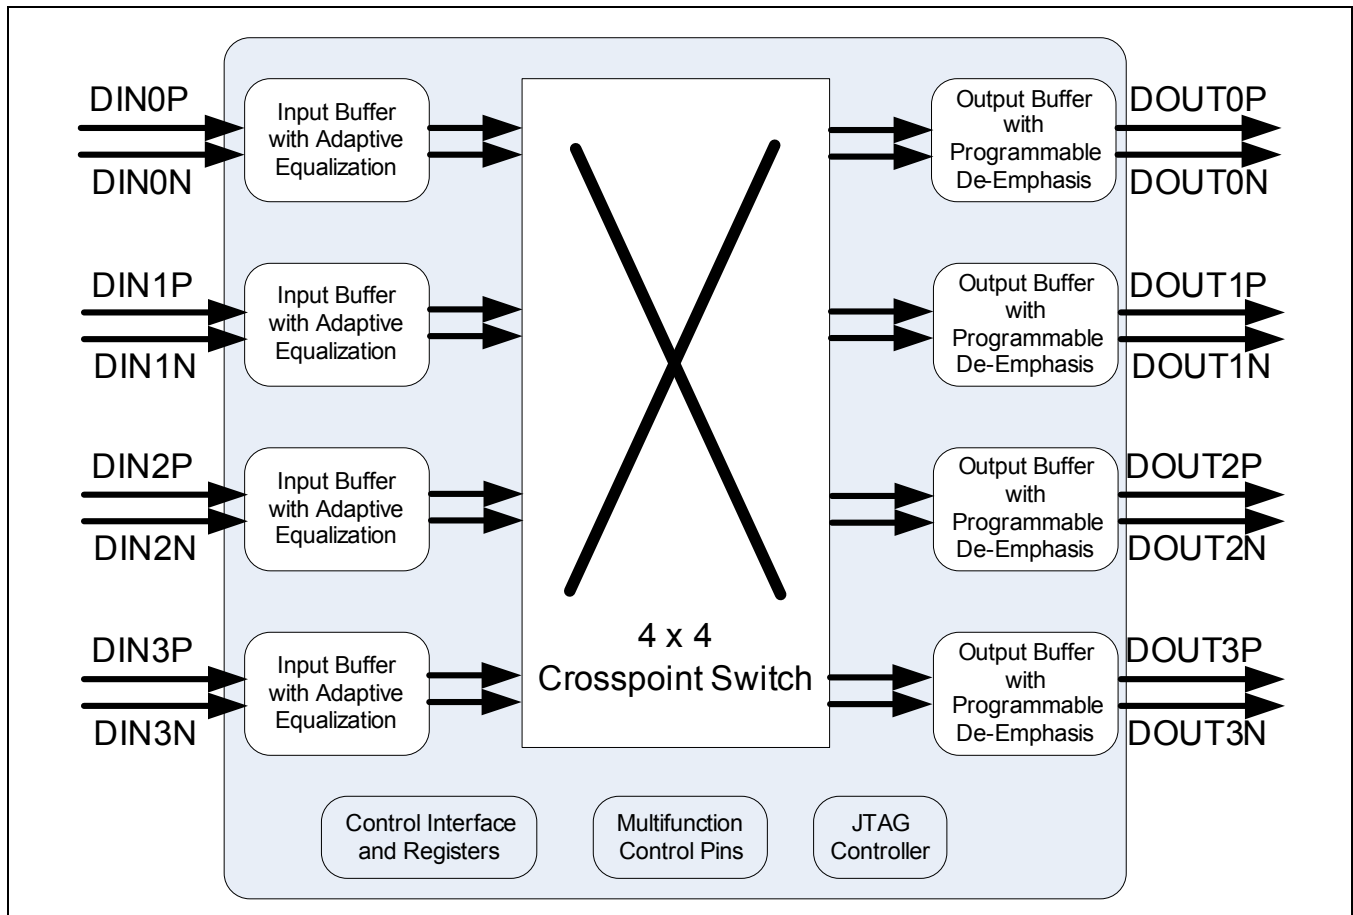 DIN0P
DIN0N
Input Buffer
with Adaptive
Equalization
Output Buffer
with
Programmable
De-Emphasis
DOUT0P
DOUT0N
DIN1P
DIN1N
Input Buffer
with Adaptive
Equalization
Output Buffer
with
Programmable
De-Emphasis
DOUT1P
DOUT1N
DIN2P
DIN2N
Input Buffer
with Adaptive
Equalization
Output Buffer
with
Programmable
De-Emphasis
DOUT2P
DOUT2N
DIN3P
DIN3N
Input Buffer
with Adaptive
Equalization
4 x 4
Crosspoint Switch
Output Buffer
with
Programmable
De-Emphasis
DOUT3P
DOUT3N
Control Interface
and Registers
Multifunction
Control Pins
JTAG
Controller